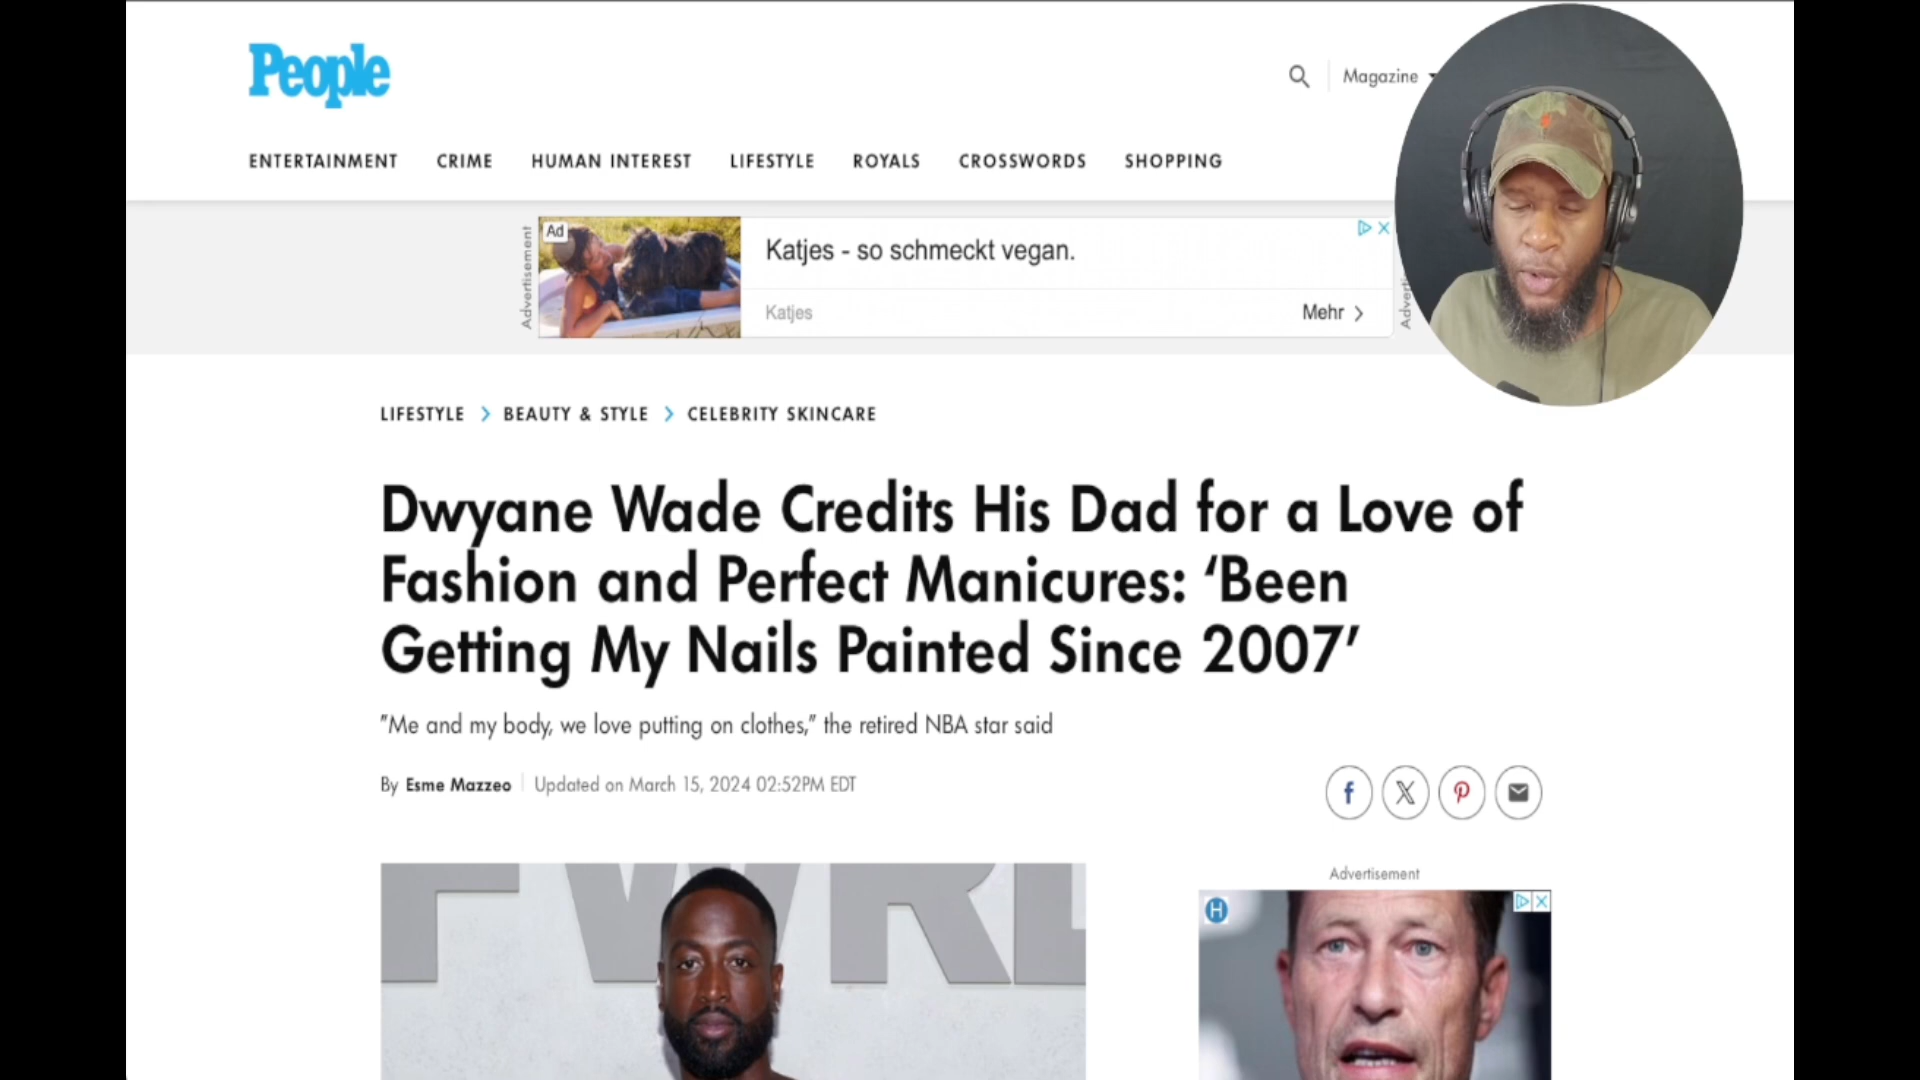 People
Magazine
ENTERTAINMENT CRIME HUMAN INTEREST LIFESTYLE ROYALS CROSSWORDS SHOPPING
Advertisement
Ad
Katjes - so schmeckt vegan.
Katjes
Mehr >
LIFESTYLE > BEAUTY & STYLE > CELEBRITY SKINCARE
Dwyane Wade Credits His Dad for a Love of
Fashion and Perfect Manicures: ‘Been
Getting My Nails Painted Since 2007’
"Me and my body, we love putting on clothes," the retired NBA star said
By Esme Mazzeo Updated on March 15, 2024 02:52PM EDT
Advertisement
H